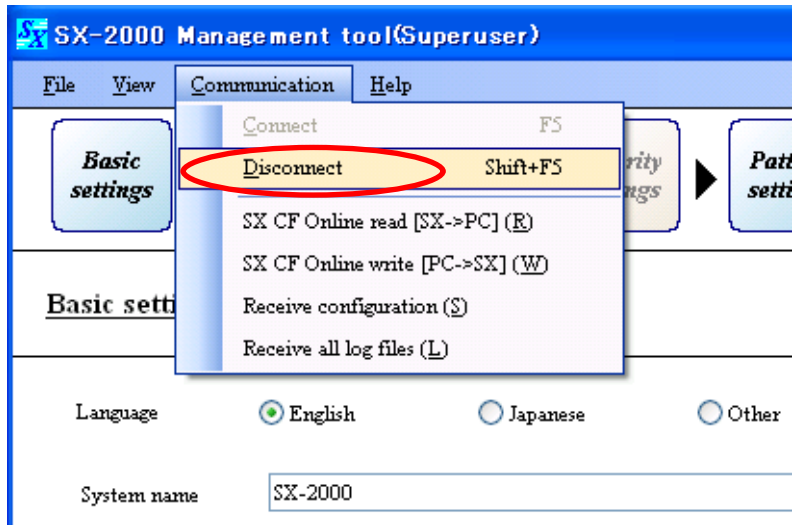 SX SX-2000 Management tool(Superuser)
File View Communication Help
Connect F5
Basic settings
Disconnect Shift+F5
SX CF Online read [SX->PC] (R)
SX CF Online write [PC->SX] (W)
Receive configuration (S)
Receive all log files (L)
Language English Japanese Other
System name SX-2000